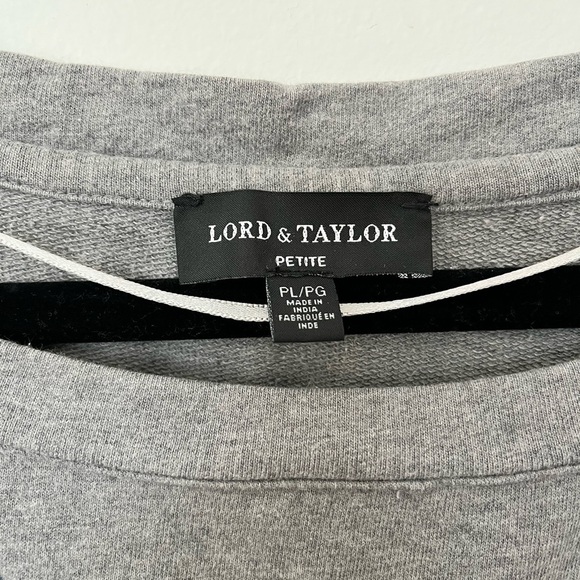 LORD & TAYLOR
PETITE
PL/PG
MADE IN
INDIA
FABRIQUÉ EN
INDE